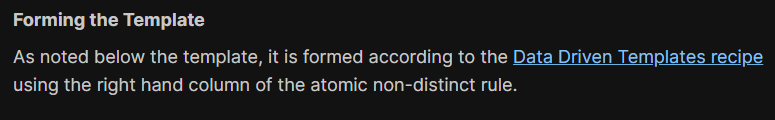 Forming the Template
As noted below the template, it is formed according to the Data Driven Templates recipe
using the right hand column of the atomic non-distinct rule.